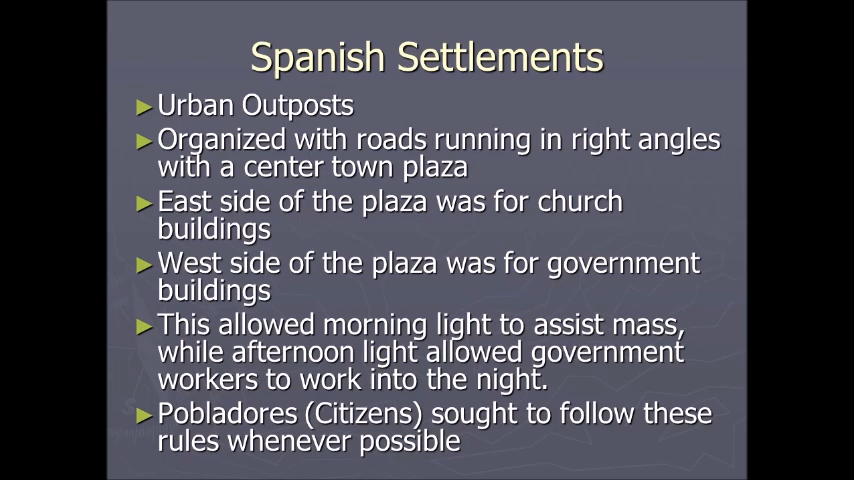 Spanish Settlements
►Urban Outposts
►Organized with roads running in right angles
with a center town plaza
►East side of the plaza was for church
buildings
►West side of the plaza was for government
buildings
►This allowed morning light to assist mass,
while afternoon light allowed government
workers to work into the night.
►Pobladores (Citizens) sought to follow these
rules whenever possible